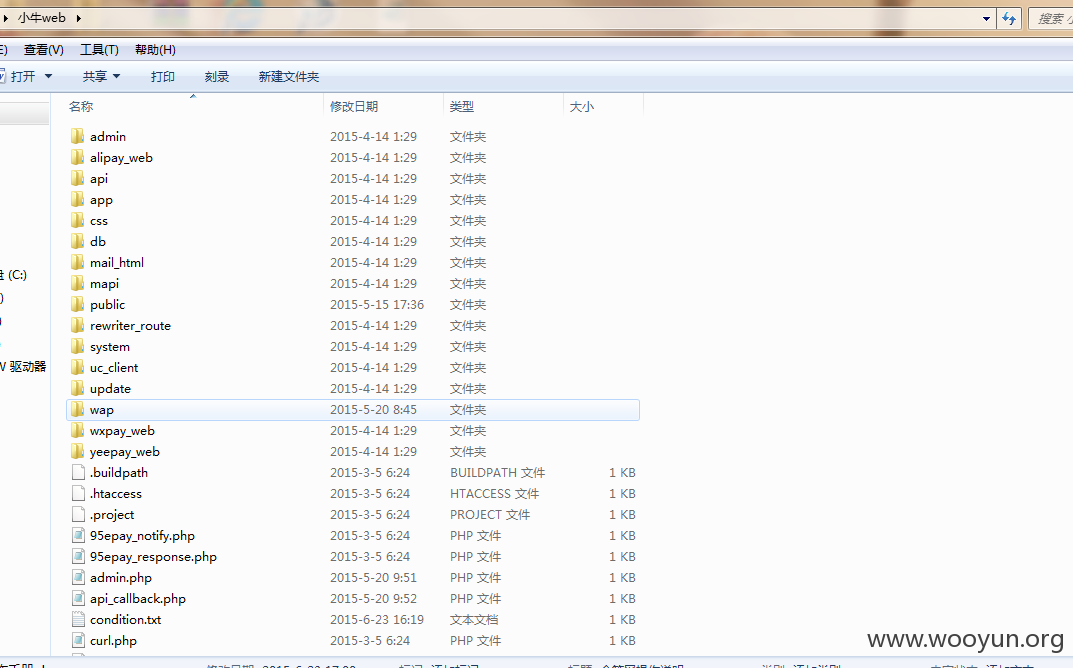 小牛web
搜索
查看(V) 工具(T) 帮助(H)
打开 共享 打印 刻录 新建文件夹
名称 修改日期 类型 大小
admin 2015-4-14 1:29 文件夹
alipay_web 2015-4-14 1:29 文件夹
api 2015-4-14 1:29 文件夹
app 2015-4-14 1:29 文件夹
css 2015-4-14 1:29 文件夹
db 2015-4-14 1:29 文件夹
mail_html 2015-4-14 1:29 文件夹
(C:) mapi 2015-4-14 1:29 文件夹
public 2015-5-15 17:36 文件夹
rewriter_route 2015-4-14 1:29 文件夹
system 2015-4-14 1:29 文件夹
驱动器 uc_client 2015-4-14 1:29 文件夹
update 2015-4-14 1:29 文件夹
wap 2015-5-20 8:45 文件夹
wxpay_web 2015-4-14 1:29 文件夹
yeepay_web 2015-4-14 1:29 文件夹
.buildpath 2015-3-5 6:24 BUILDPATH 文件 1 KB
.htaccess 2015-3-5 6:24 HTACCESS 文件 1 KB
.project 2015-3-5 6:24 PROJECT 文件 1 KB
95epay_notify.php 2015-3-5 6:24 PHP 文件 1 KB
95epay_response.php 2015-3-5 6:24 PHP 文件 1 KB
admin.php 2015-5-20 9:51 PHP 文件 1 KB
api_callback.php 2015-5-20 9:52 PHP 文件 1 KB
condition.txt 2015-6-23 16:19 文本文档 1 KB
curl.php 2015-3-5 6:24 PHP 文件 1 KB
www.wooyun.org